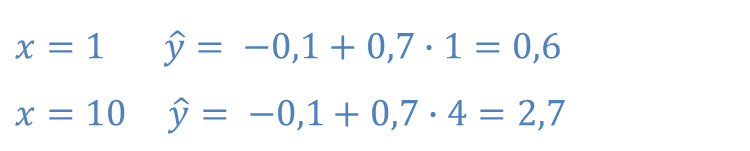 x = 1 ŷ = −0,1 + 0,7 · 1 = 0,6
x = 10 ŷ = −0,1 + 0,7 · 4 = 2,7